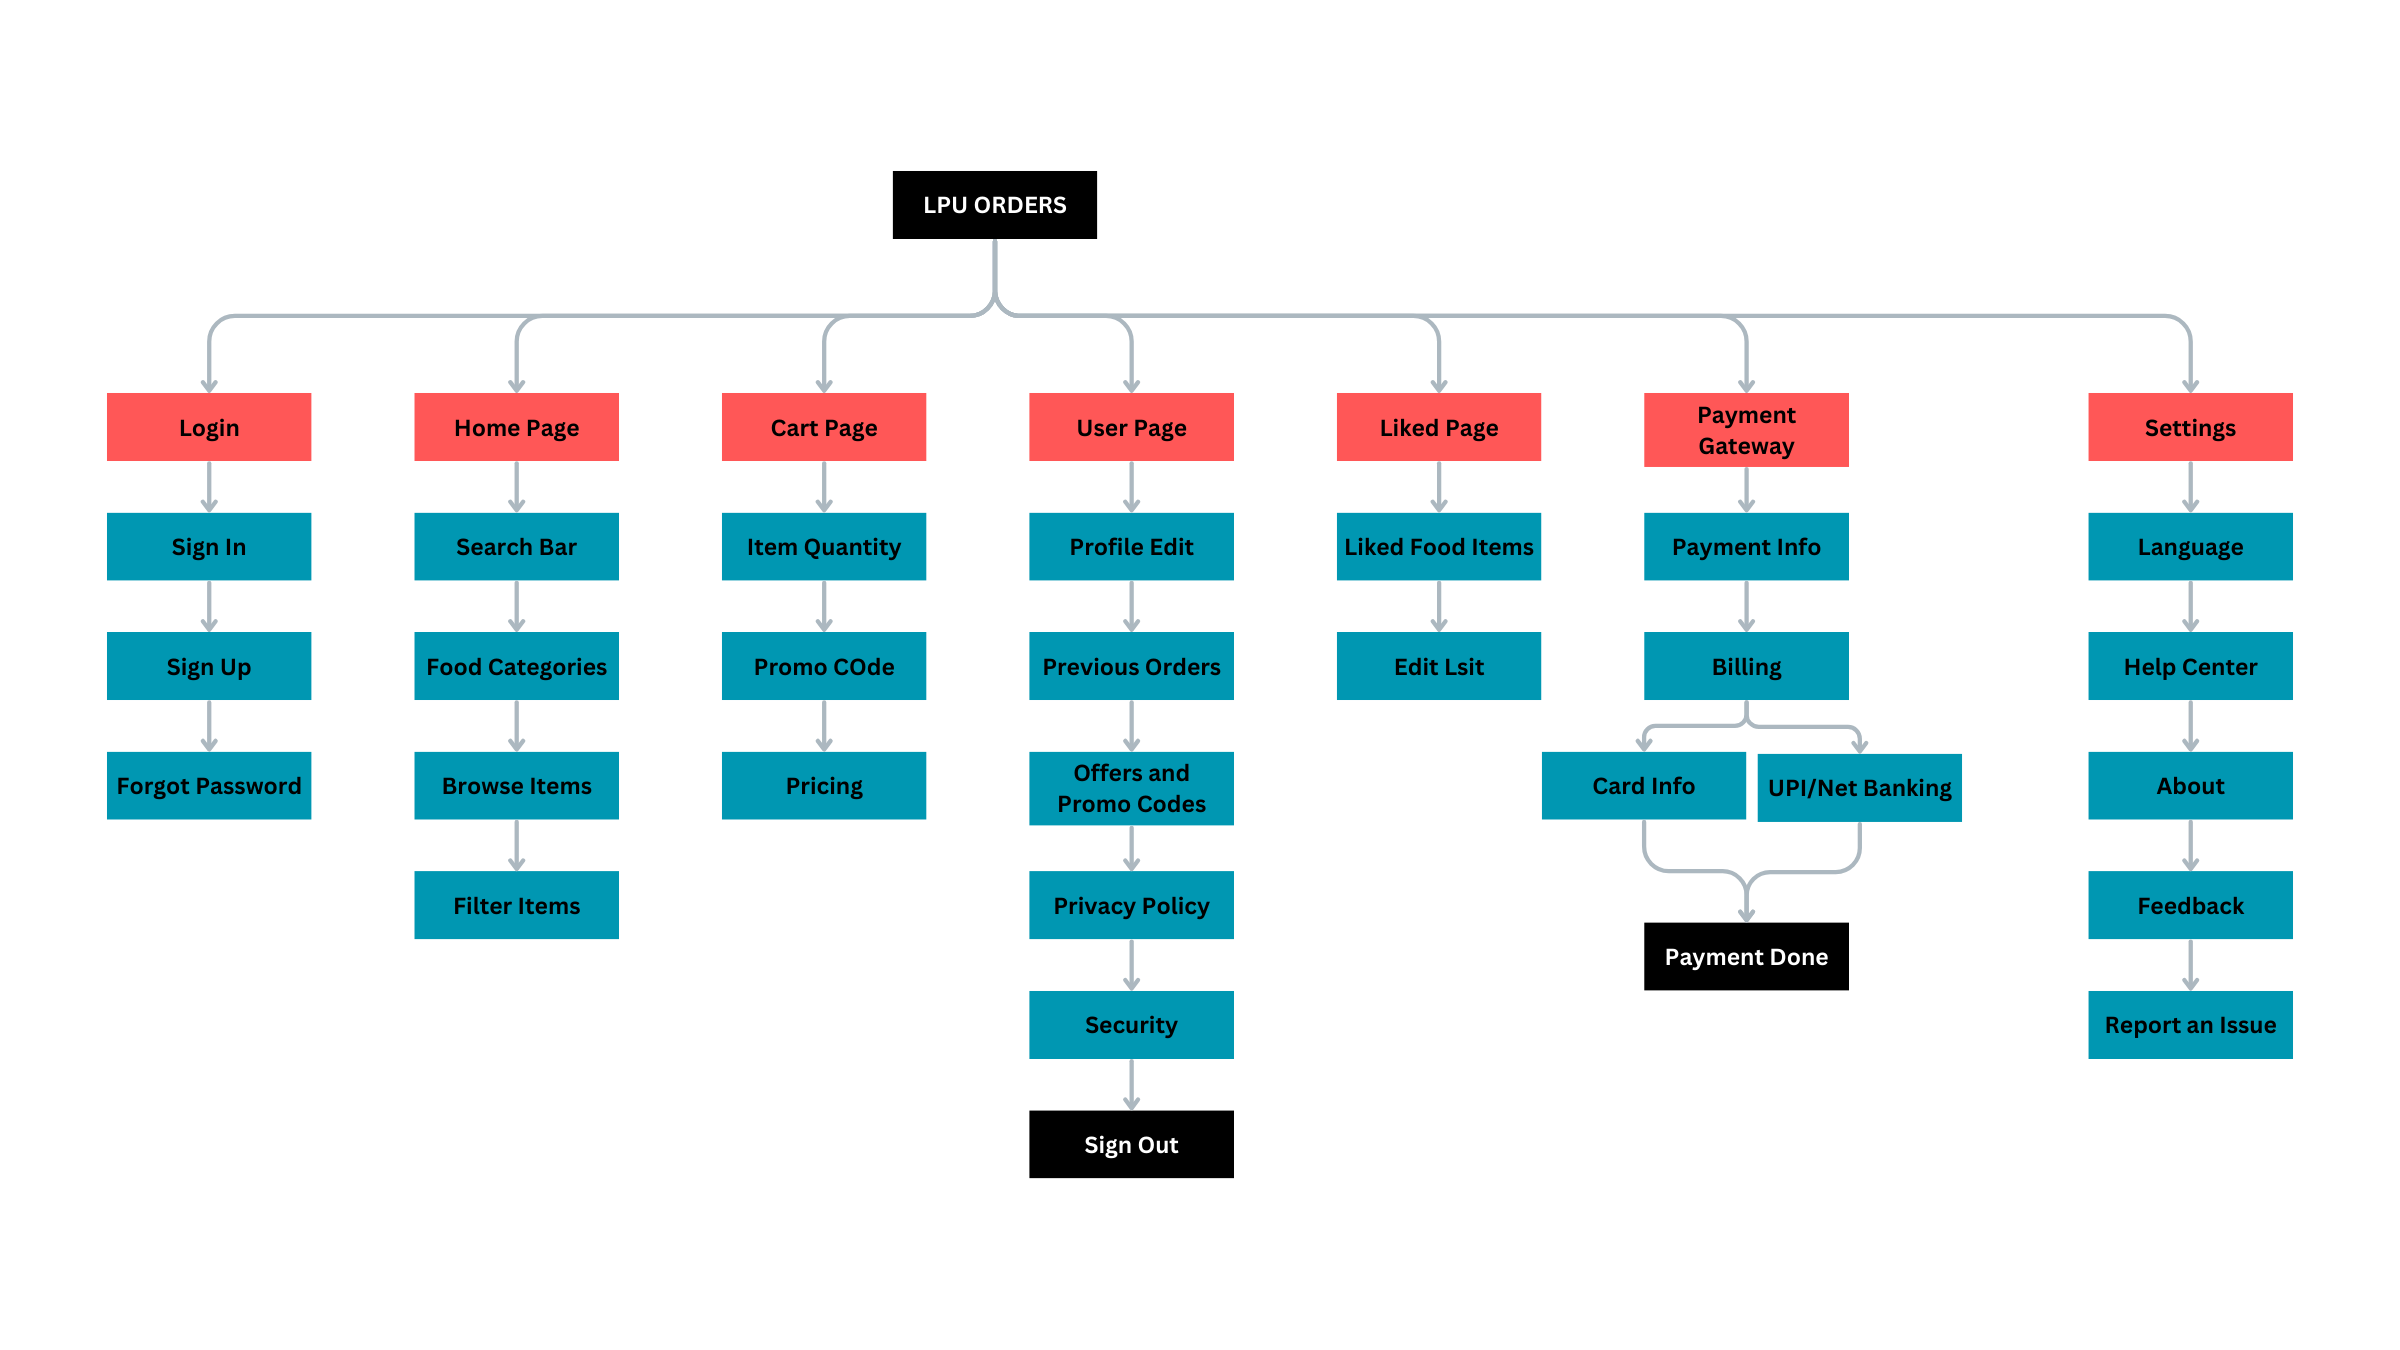 LPU ORDERS
Login
Home Page
Cart Page
User Page
Liked Page
Payment
Gateway
Settings
Sign In
Search Bar
Item Quantity
Profile Edit
Liked Food Items
Payment Info
Language
Sign Up
Food Categories
Promo COde
Previous Orders
Edit Lsit
Billing
Help Center
Forgot Password
Browse Items
Pricing
Offers and
Promo Codes
Card Info
UPI/Net Banking
About
Filter Items
Privacy Policy
Feedback
Payment Done
Security
Report an Issue
Sign Out